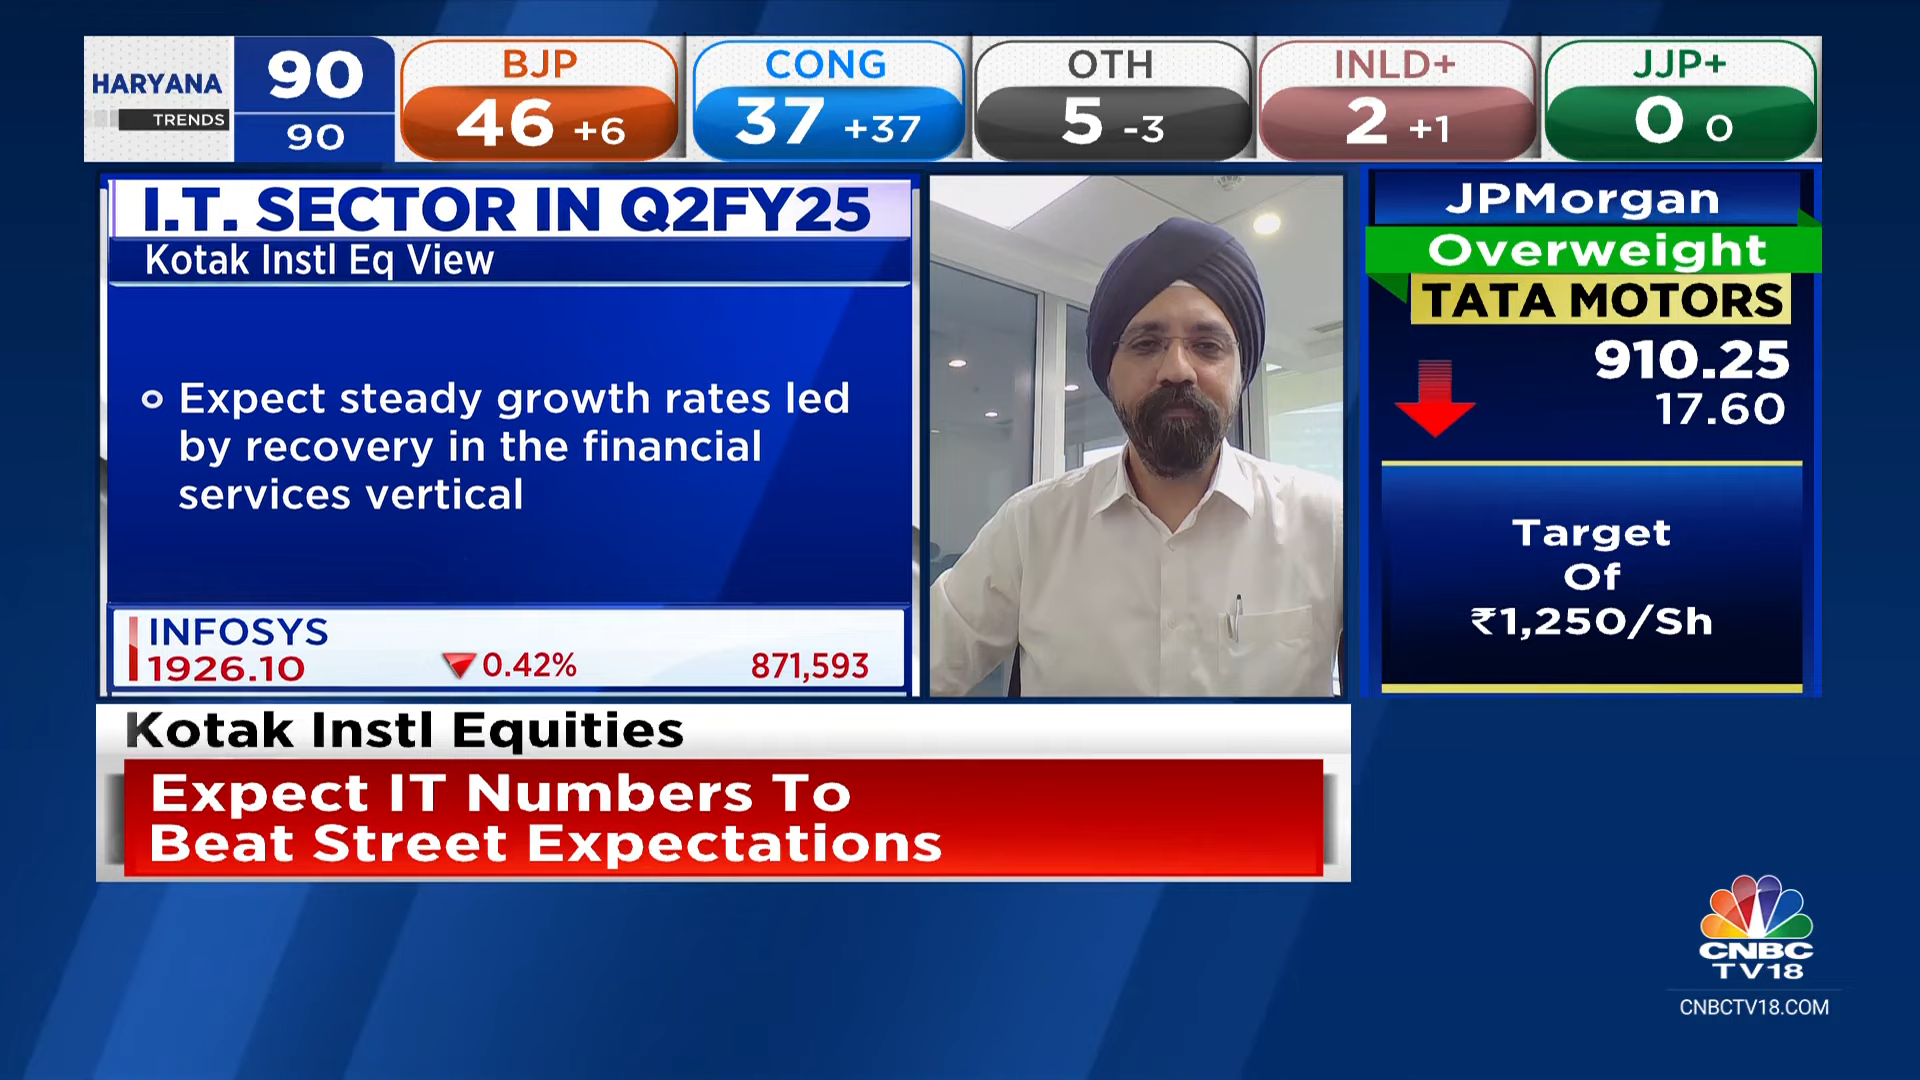 HARYANA
TRENDS
90
90
BJP
46 +6
CONG
37 +37
OTH
5 -3
INLD+
2 +1
JJP+
0 0
I.T. SECTOR IN Q2FY25
Kotak Instl Eq View
Expect steady growth rates led
by recovery in the financial
services vertical
INFOSYS
1926.10 0.42% 871,593
JPMorgan
Overweight
TATA MOTORS
910.25
17.60
Target
Of
₹1,250/Sh
Kotak Instl Equities
Expect IT Numbers To
Beat Street Expectations
CNBC
TV18
CNBCTV18.COM